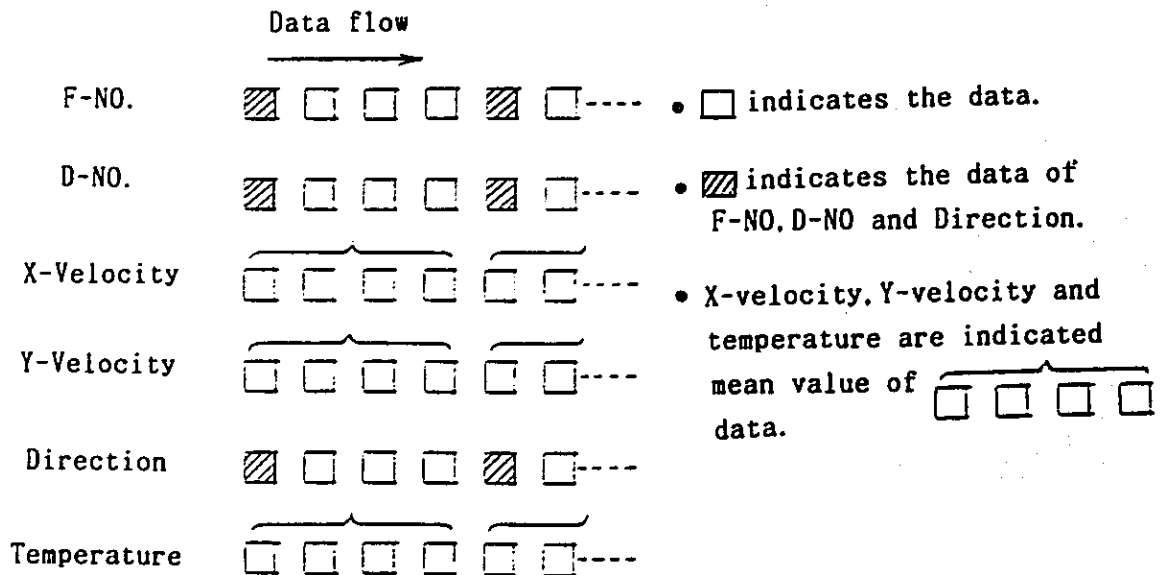 Data flow
F-NO.
D-NO.
X-Velocity
Y-Velocity
Direction
Temperature
• □ indicates the data.
• ▨ indicates the data of
F-NO, D-NO and Direction.
• X-velocity, Y-velocity and
temperature are indicated
mean value of □ □ □ □
data.